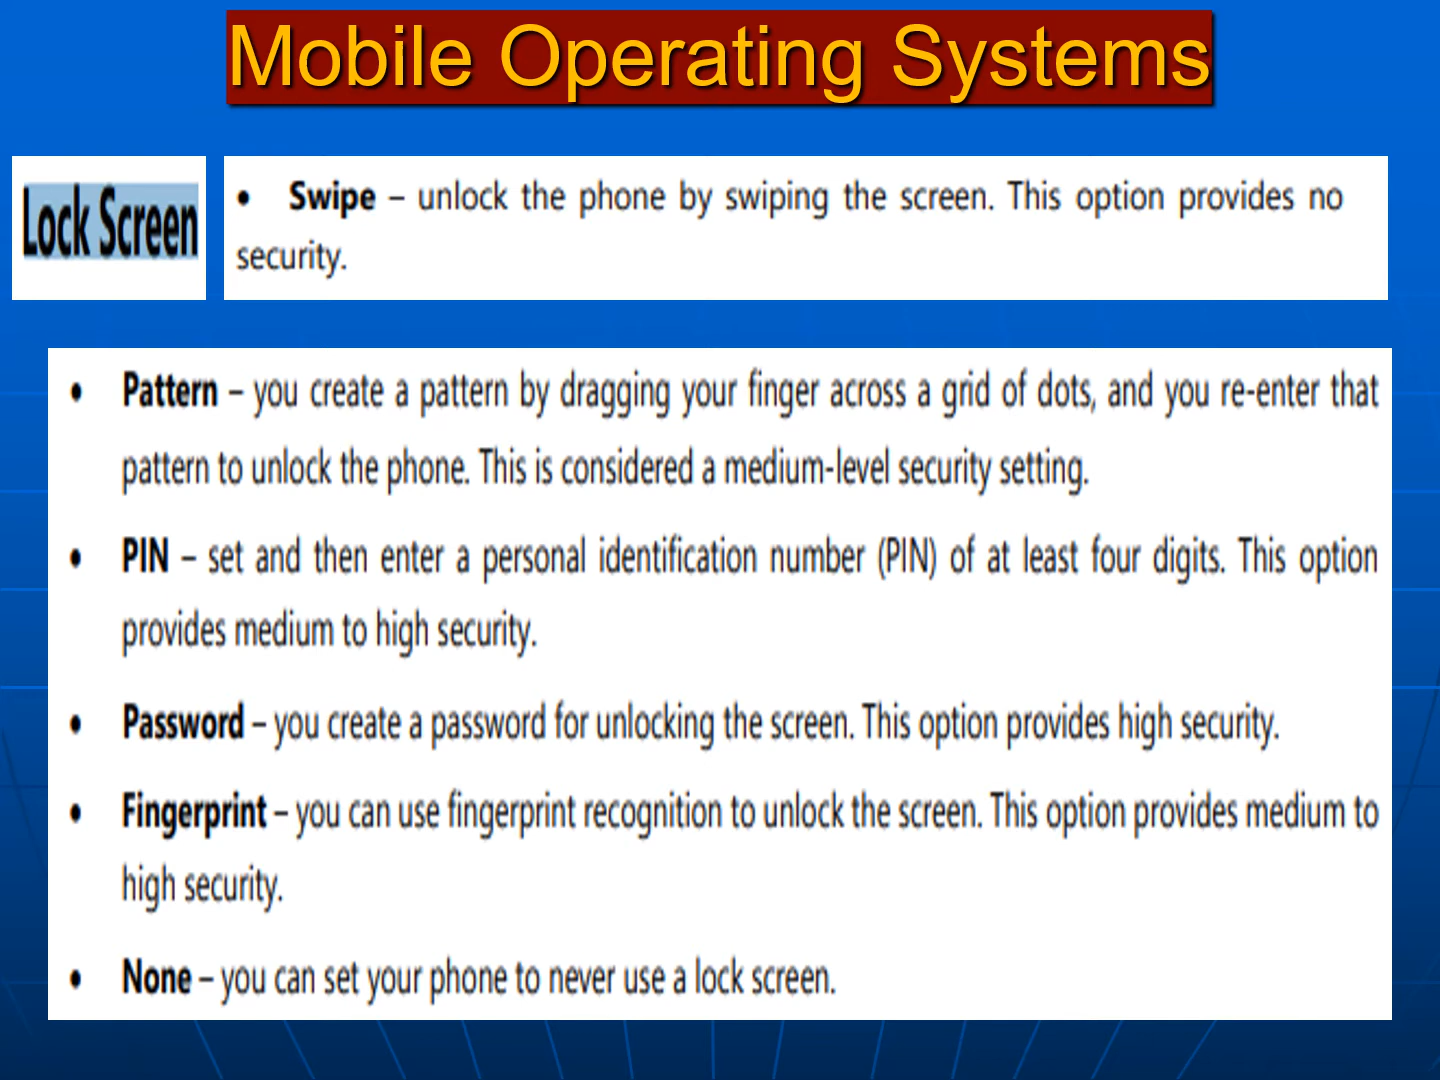 Mobile Operating Systems
Lock Screen
• Swipe – unlock the phone by swiping the screen. This option provides no
security.
• Pattern – you create a pattern by dragging your finger across a grid of dots, and you re-enter that
pattern to unlock the phone. This is considered a medium-level security setting.
• PIN – set and then enter a personal identification number (PIN) of at least four digits. This option
provides medium to high security.
• Password – you create a password for unlocking the screen. This option provides high security.
• Fingerprint – you can use fingerprint recognition to unlock the screen. This option provides medium to
high security.
• None – you can set your phone to never use a lock screen.